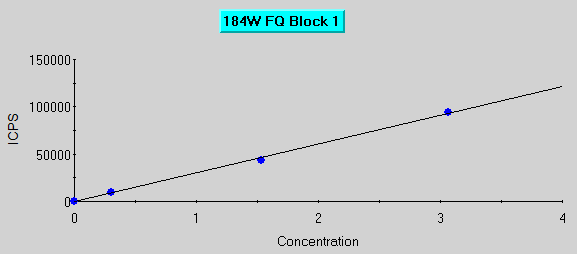 184W FQ Block 1
150000
100000
50000
0
ICPS
0 1 2 3 4
Concentration